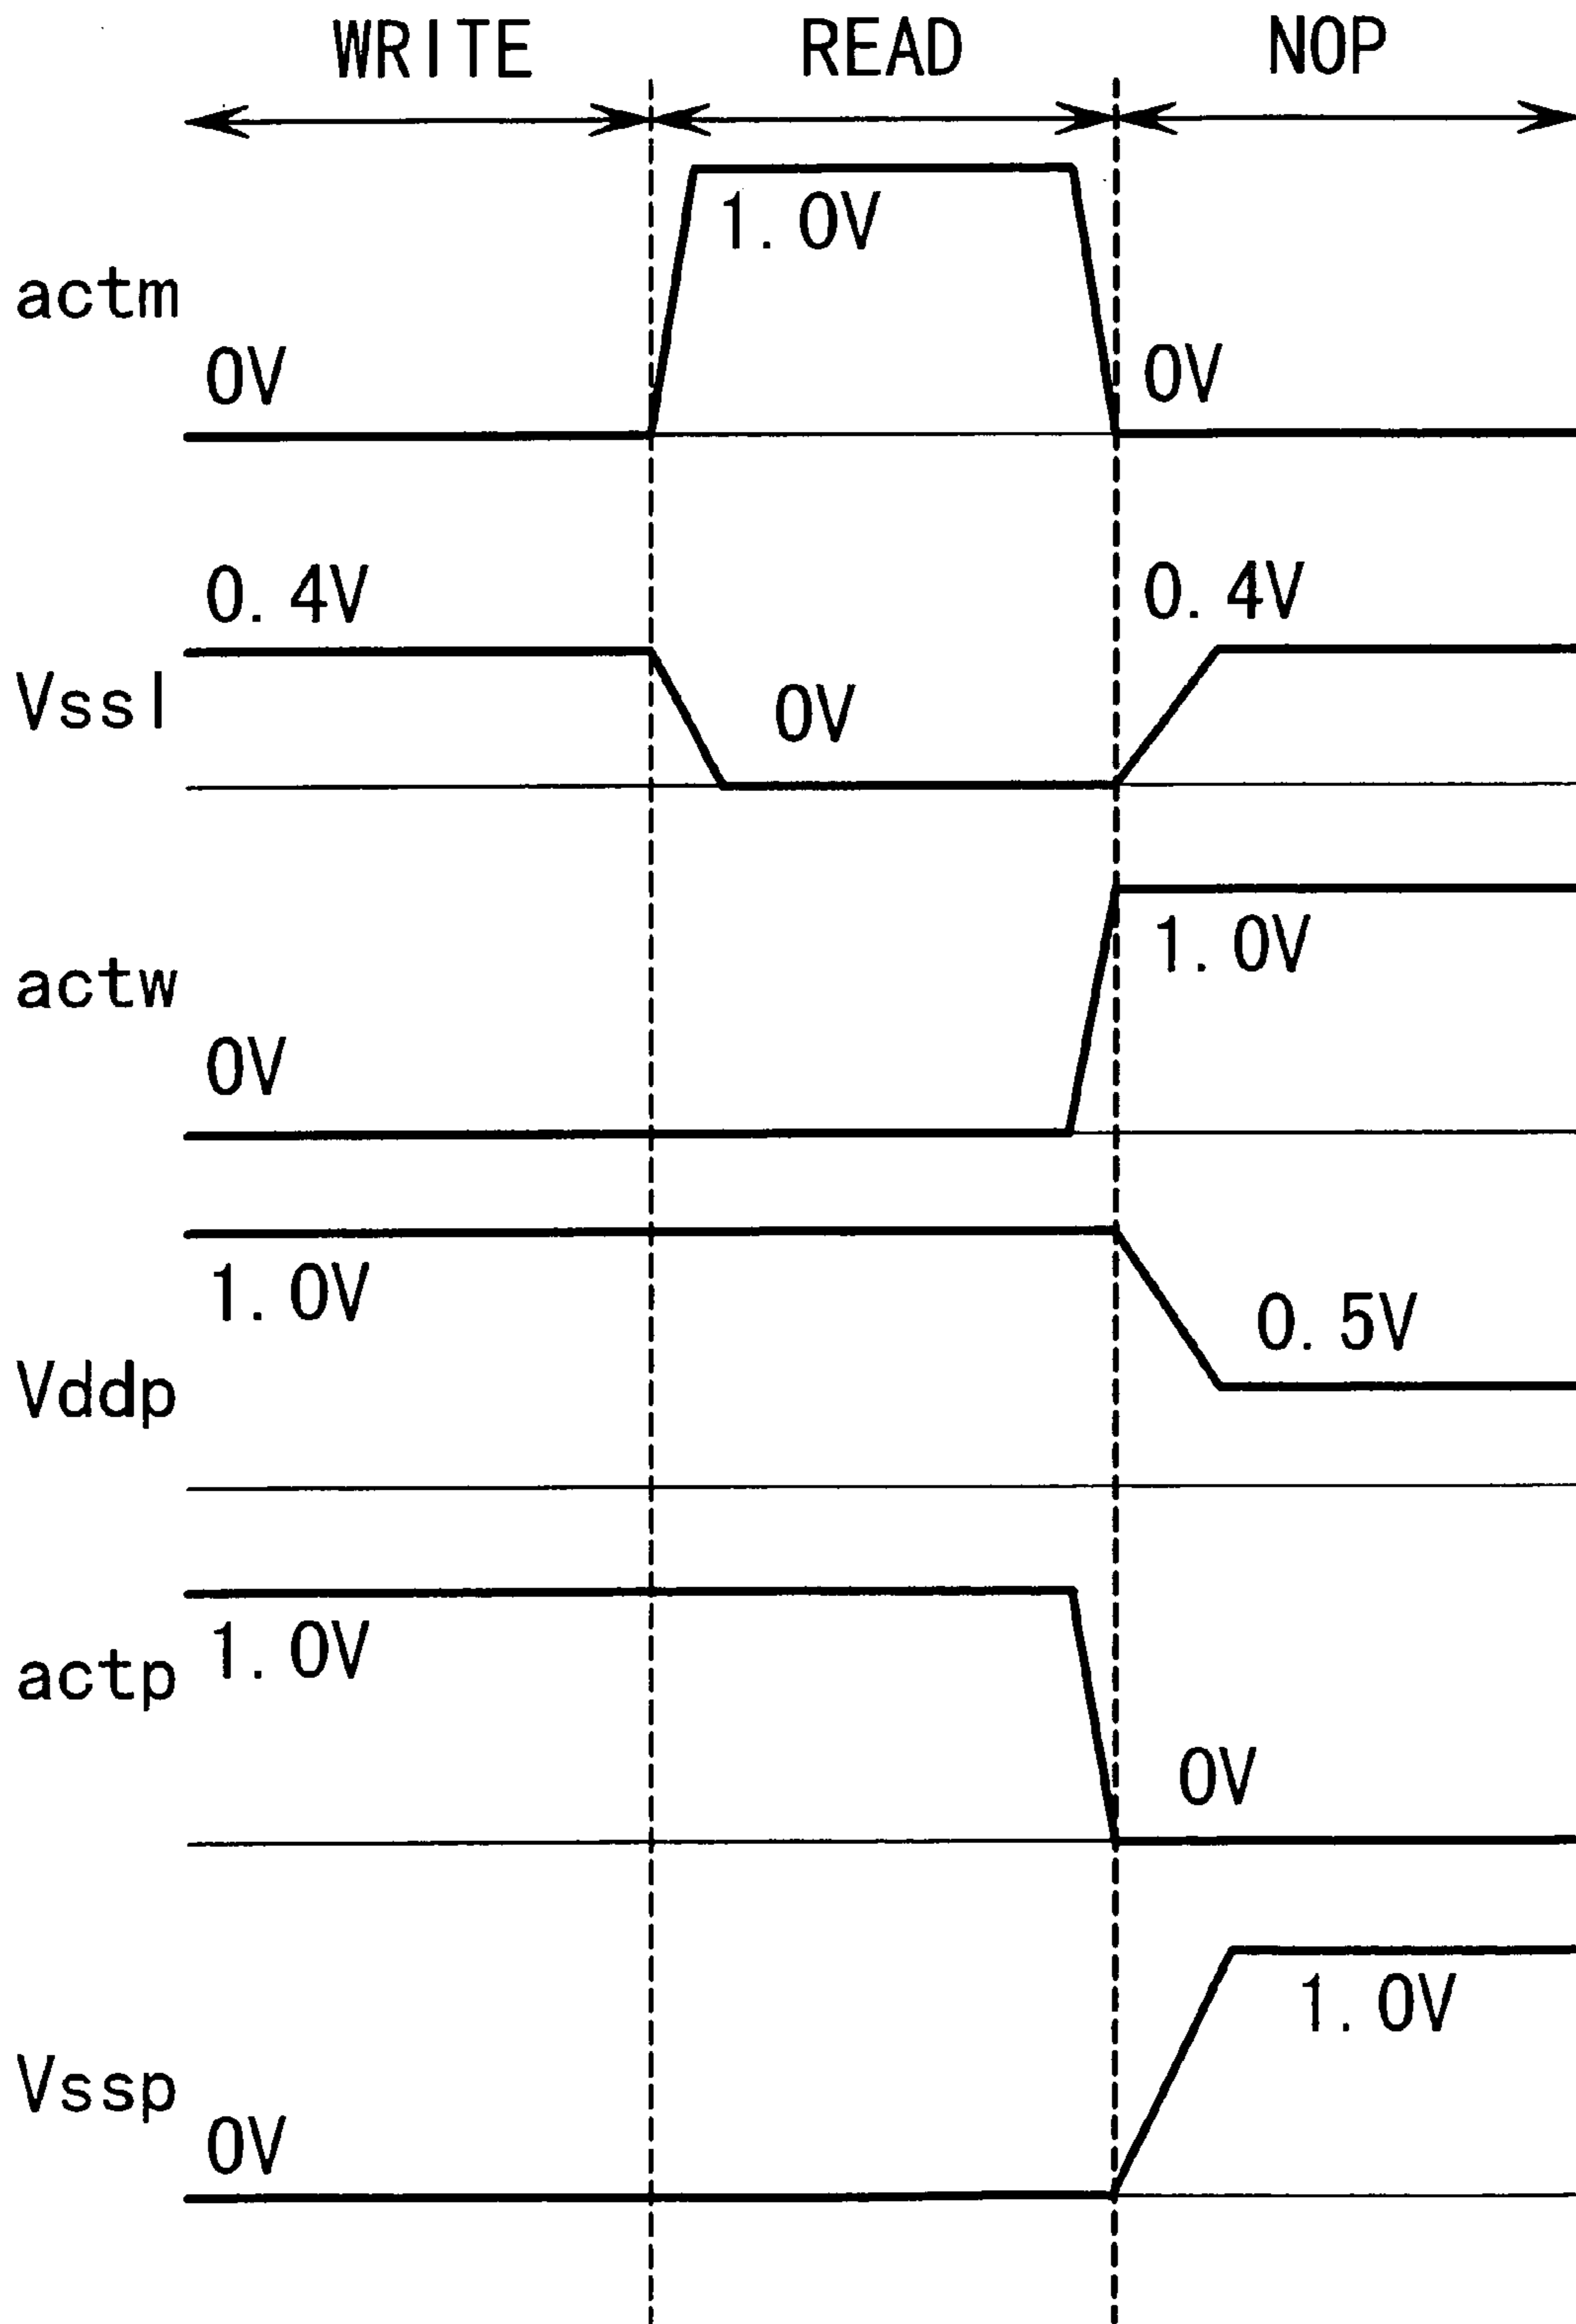 WRITE READ NOP
1.0V
actm
0V 0V
0.4V 0.4V
Vssl 0V
1.0V
actw
0V
1.0V 0.5V
Vddp
1.0V
actp
0V
1.0V
Vssp
0V